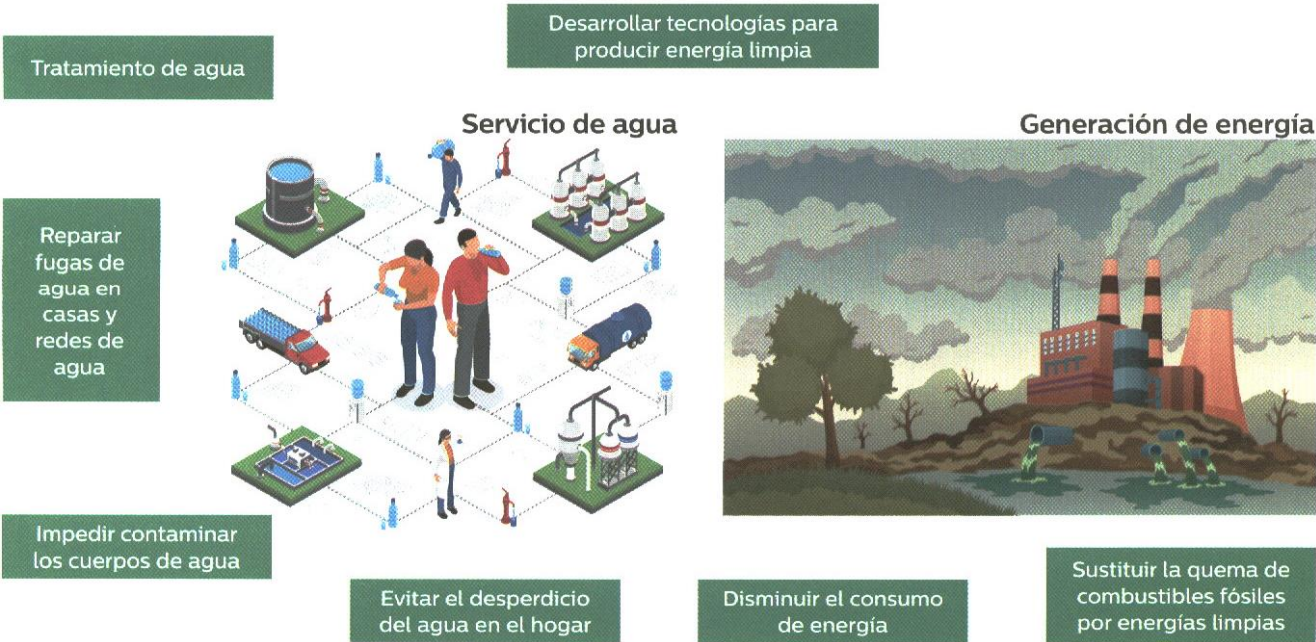 Desarrollar tecnologías para
producir energía limpia
Tratamiento de agua
Servicio de agua
Generación de energía
Reparar
fugas de
agua en
casas y
redes de
agua
Impedir contaminar
los cuerpos de agua
Evitar el desperdicio
del agua en el hogar
Disminuir el consumo
de energía
Sustituir la quema de
combustibles fósiles
por energías limpias